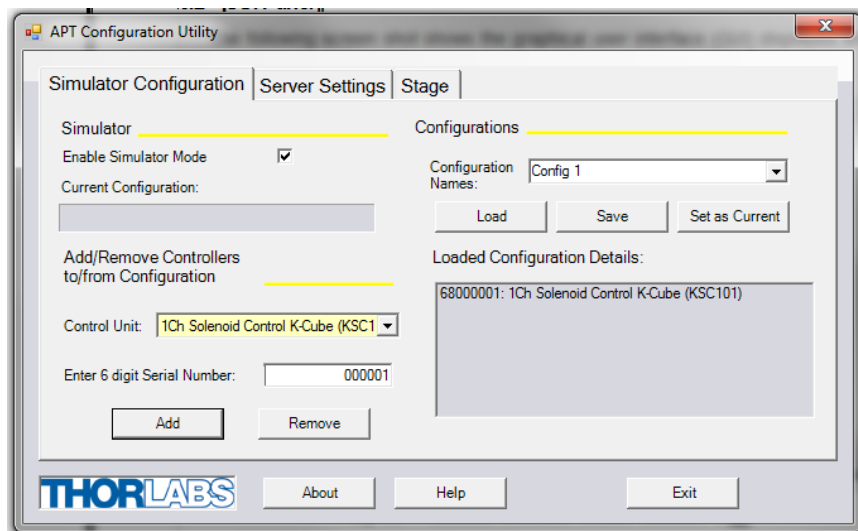 APT Configuration Utility
Simulator Configuration
Server Settings
Stage
Simulator
Enable Simulator Mode
Current Configuration:
Add/Remove Controllers
to/from Configuration
Control Unit:
1Ch Solenoid Control K-Cube (KSC1
Enter 6 digit Serial Number:
000001
Add
Remove
Configurations
Configuration
Names:
Config 1
Load
Save
Set as Current
Loaded Configuration Details:
68000001: 1Ch Solenoid Control K-Cube (KSC101)
THORLABS
About
Help
Exit